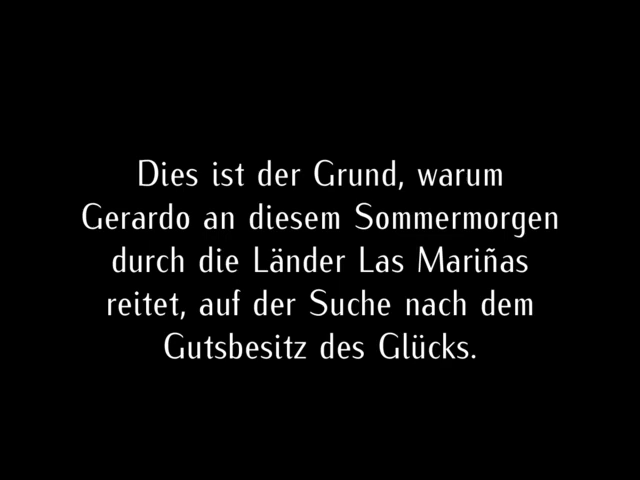 Dies ist der Grund, warum
Gerardo an diesem Sommermorgen
durch die Länder Las Mariñas
reitet, auf der Suche nach dem
Gutsbesitz des Glücks.